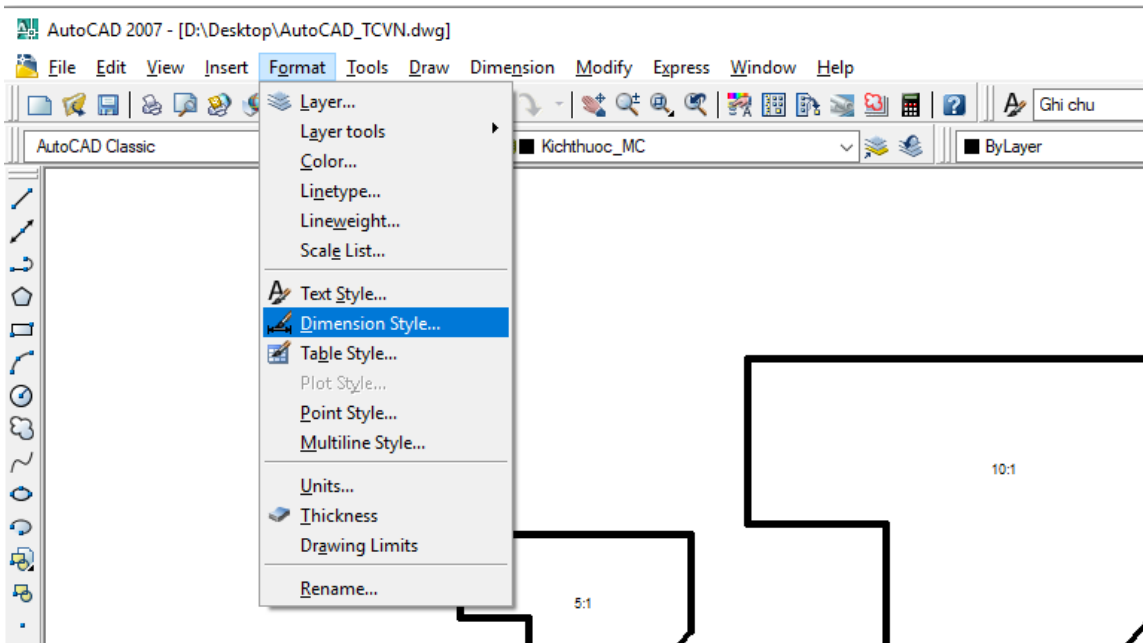 AutoCAD 2007 - [D:\Desktop\AutoCAD_TCVN.dwg]
File Edit View Insert Format Tools Draw Dimension Modify Express Window Help
Ghi chu
AutoCAD Classic
Kichthuoc_MC
ByLayer
Layer...
Layer tools
Color...
Linetype...
Lineweight...
Scale List...
Text Style...
Dimension Style...
Table Style...
Plot Style...
Point Style...
Multiline Style...
Units...
Thickness
Drawing Limits
Rename...
10:1
5:1